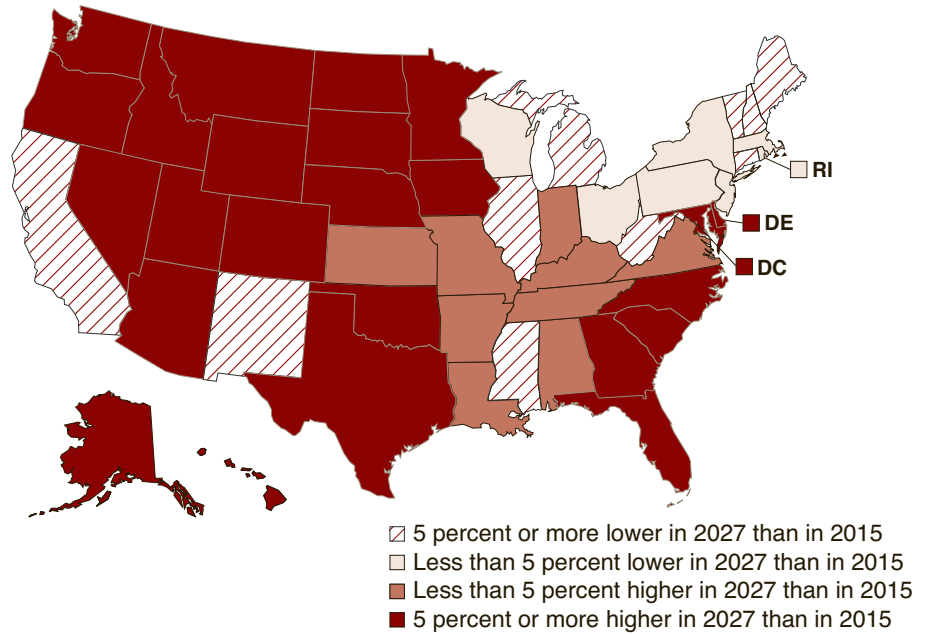 RI
DE
DC
5 percent or more lower in 2027 than in 2015
Less than 5 percent lower in 2027 than in 2015
Less than 5 percent higher in 2027 than in 2015
5 percent or more higher in 2027 than in 2015